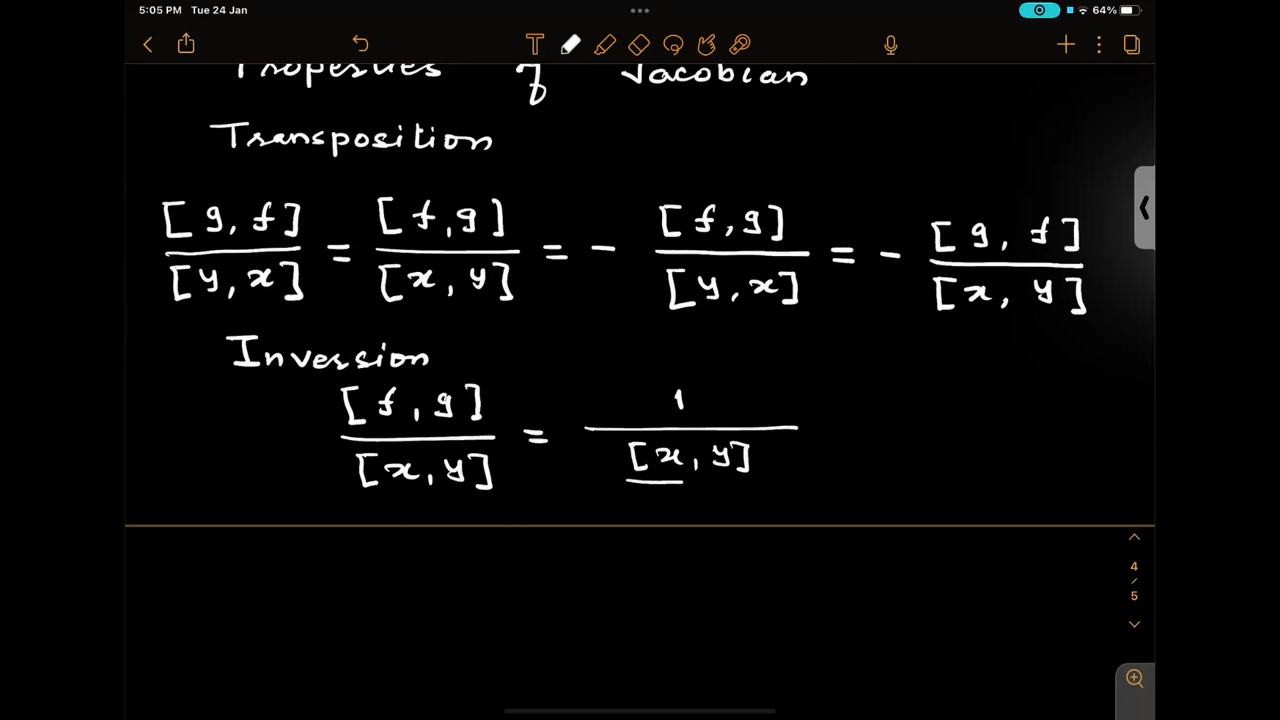 5:05 PM Tue 24 Jan 64%
Properties of Jacobian
Transposition
[g, f] / [y, x] = [f, g] / [x, y] = - [f, g] / [y, x] = - [g, f] / [x, y]
Inversion
[f, g] / [x, y] = 1 / [x, y]
4
/
5